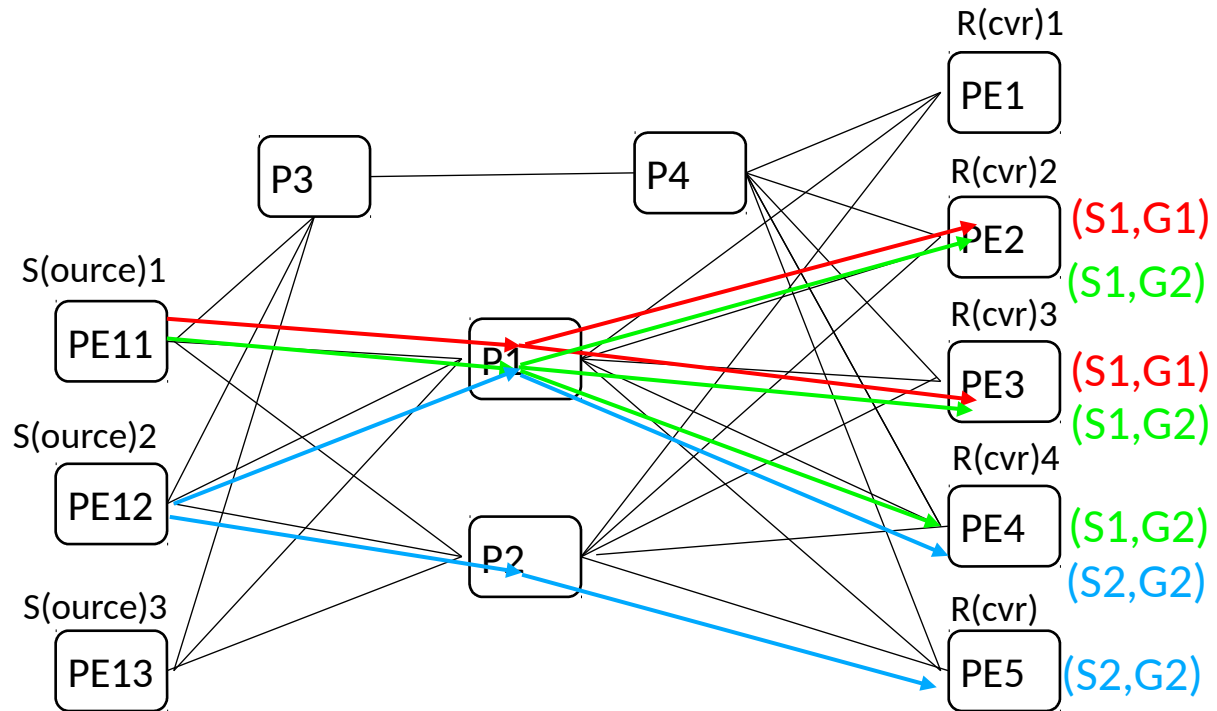 R(cvr)1
PE1
P3
P4
R(cvr)2
PE2
(S1,G1)
(S1,G2)
S(ource)1
PE11
P1
R(cvr)3
PE3
(S1,G1)
(S1,G2)
S(ource)2
PE12
P2
R(cvr)4
PE4
(S1,G2)
(S2,G2)
S(ource)3
PE13
R(cvr)
PE5
(S2,G2)